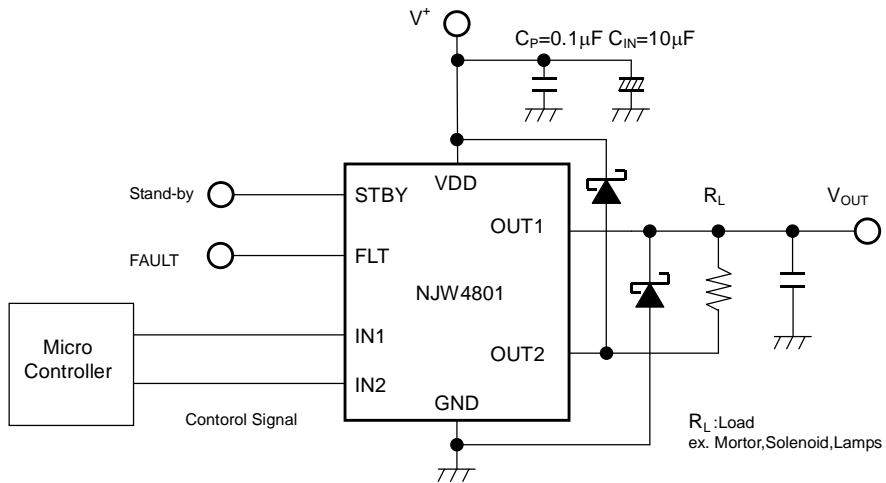 V+
CP=0.1μF CIN=10μF
VDD
Stand-by
STBY
RL
VOUT
OUT1
FAULT
FLT
NJW4801
Micro
Controller
IN1
OUT2
IN2
GND
Contorol Signal
RL:Load
ex. Mortor,Solenoid,Lamps